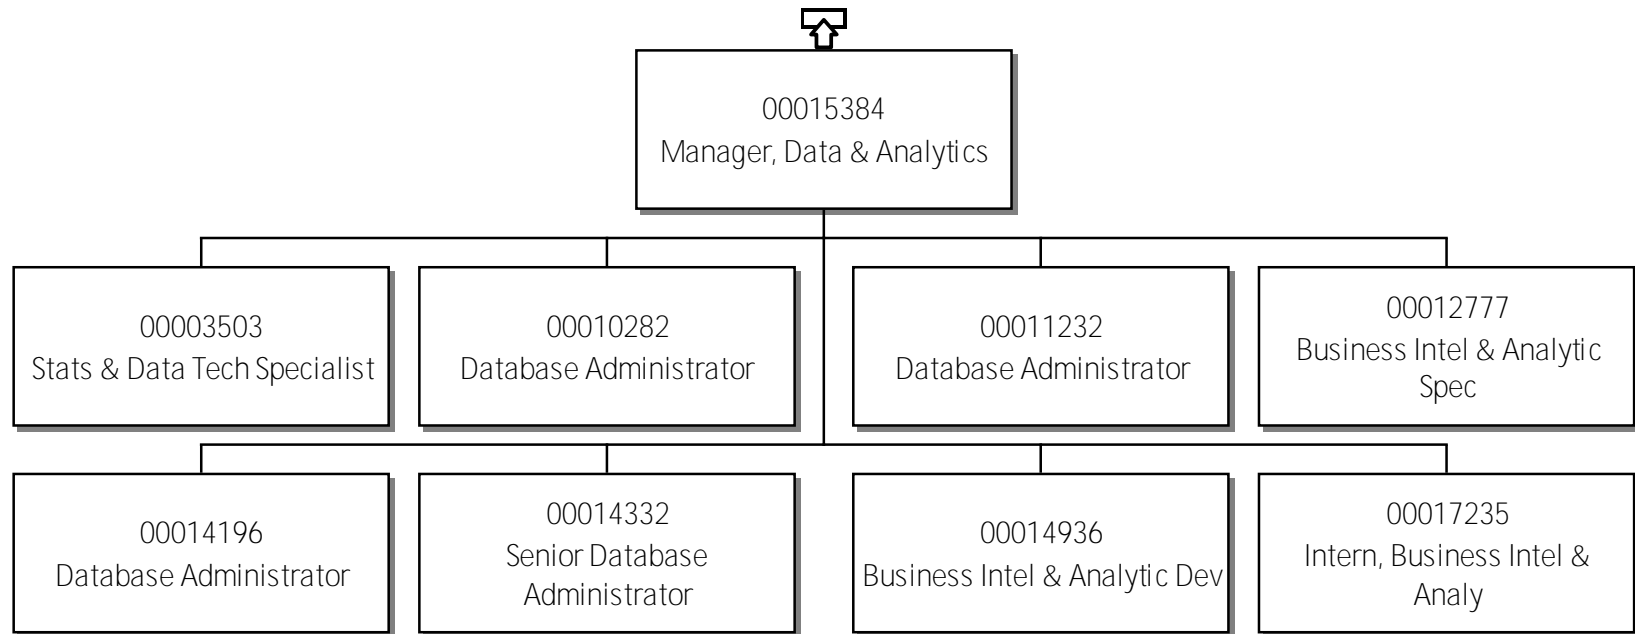 00015384
Manager, Data & Analytics
00003503
Stats & Data Tech Specialist
00010282
Database Administrator
00011232
Database Administrator
00012777
Business Intel & Analytic
Spec
00014196
Database Administrator
00014332
Senior Database
Administrator
00014936
Business Intel & Analytic Dev
00017235
Intern, Business Intel &
Analy